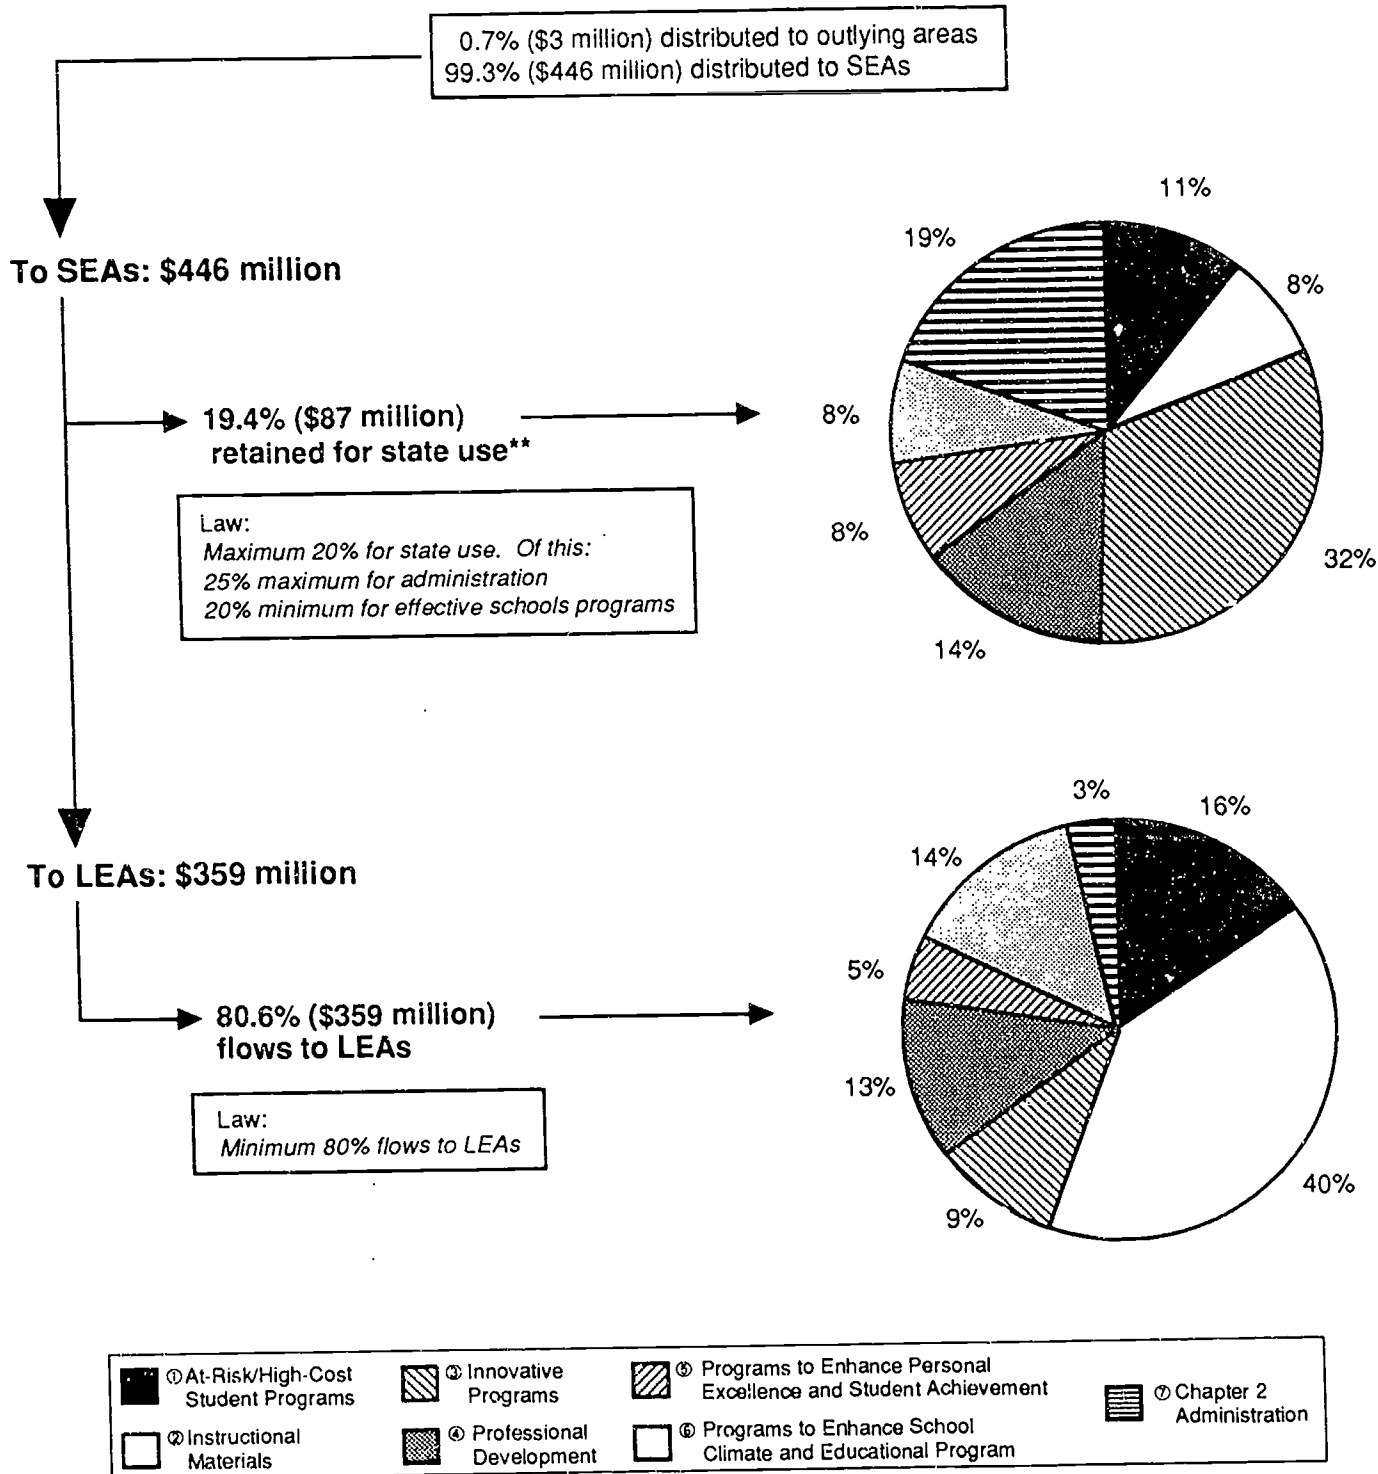 0.7% ($3 million) distributed to outlying areas
99.3% ($446 million) distributed to SEAs
To SEAs: $446 million
19.4% ($87 million)
retained for state use**
Law:
Maximum 20% for state use. Of this:
25% maximum for administration
20% minimum for effective schools programs
11%
19%
8%
8%
8%
32%
14%
To LEAs: $359 million
80.6% ($359 million)
flows to LEAs
Law:
Minimum 80% flows to LEAs
3%
16%
14%
5%
13%
40%
9%
① At-Risk/High-Cost
Student Programs
② Instructional
Materials
③ Innovative
Programs
④ Professional
Development
⑤ Programs to Enhance Personal
Excellence and Student Achievement
⑥ Programs to Enhance School
Climate and Educational Program
⑦ Chapter 2
Administration